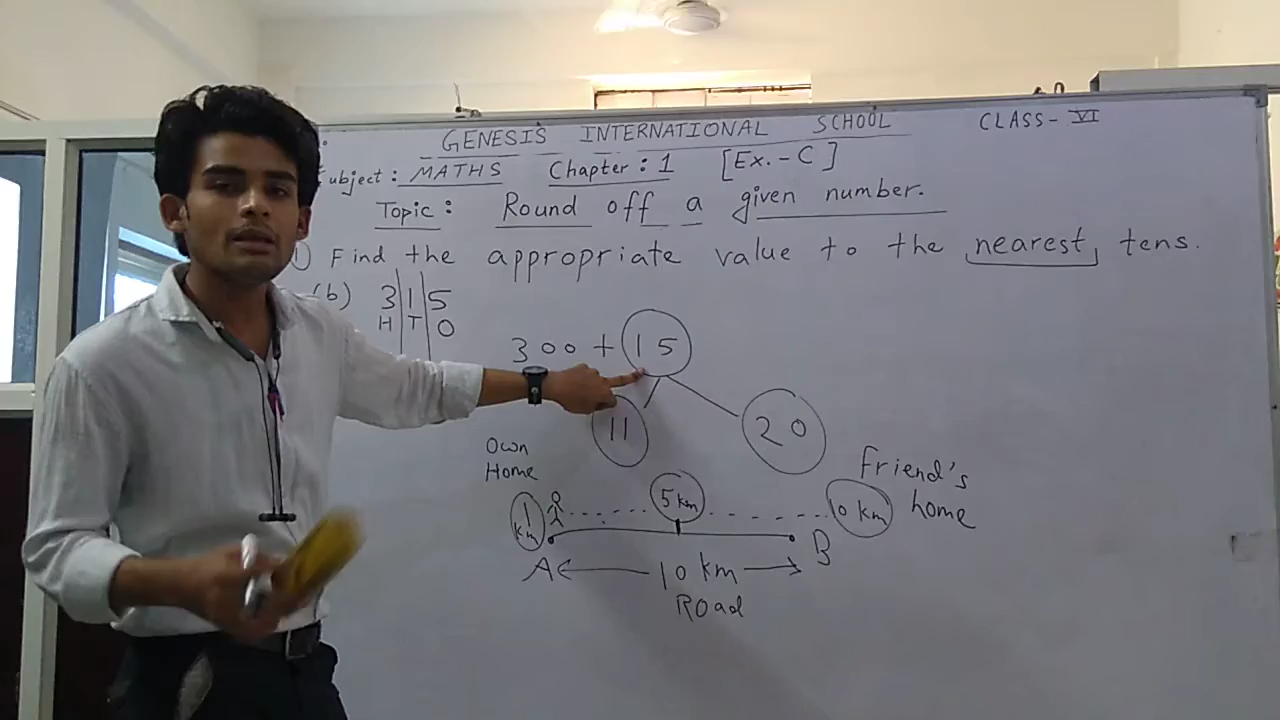 GENESIS INTERNATIONAL SCHOOL CLASS- VI
ubject: MATHS Chapter: 1 [Ex.-C]
Topic: Round off a given number.
1) Find the appropriate value to the nearest tens.
(b) 3 1 5
H T O
300 + 15
11 20
Own Home
Friend's home
1 km 5 km 10 km
A B
10 km
Road